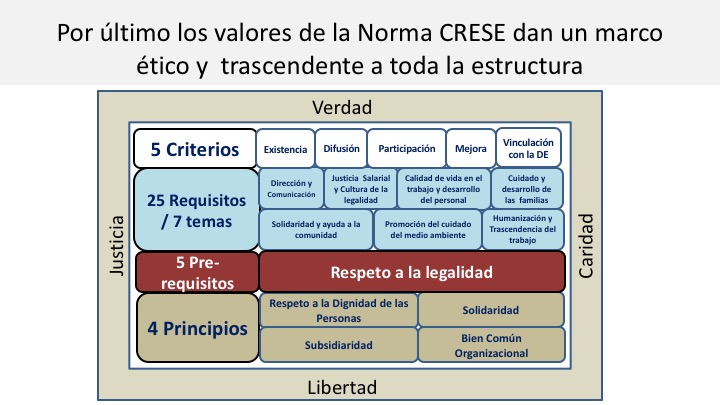 Por último los valores de la Norma CRESE dan un marco
ético y  trascendente a toda la estructura
Verdad
5 Criterios
Existencia
Difusión
Participación
Mejora
Vinculación
con la DE
25 Requisitos
/ 7 temas
Dirección y
Comunicación
Justicia  Salarial
y Cultura de la
legalidad
Calidad de vida en el
trabajo y desarrollo
del personal
Cuidado y
desarrollo de
las  familias
Solidaridad y ayuda a la
comunidad
Promoción del cuidado
del medio ambiente
Humanización y
Trascendencia del
trabajo
Justicia
Caridad
5 Pre-
requisitos
Respeto a la legalidad
4 Principios
Respeto a la Dignidad de las
Personas
Solidaridad
Subsidiaridad
Bien Común
Organizacional
Libertad